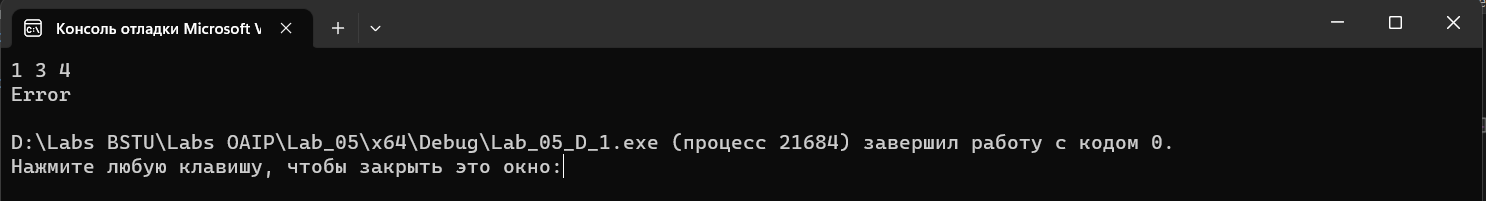 Консоль отладки Microsoft V
1 3 4
Error
D:\Labs BSTU\Labs OAIP\Lab_05\x64\Debug\Lab_05_D_1.exe (процесс 21684) завершил работу с кодом 0.
Нажмите любую клавишу, чтобы закрыть это окно: